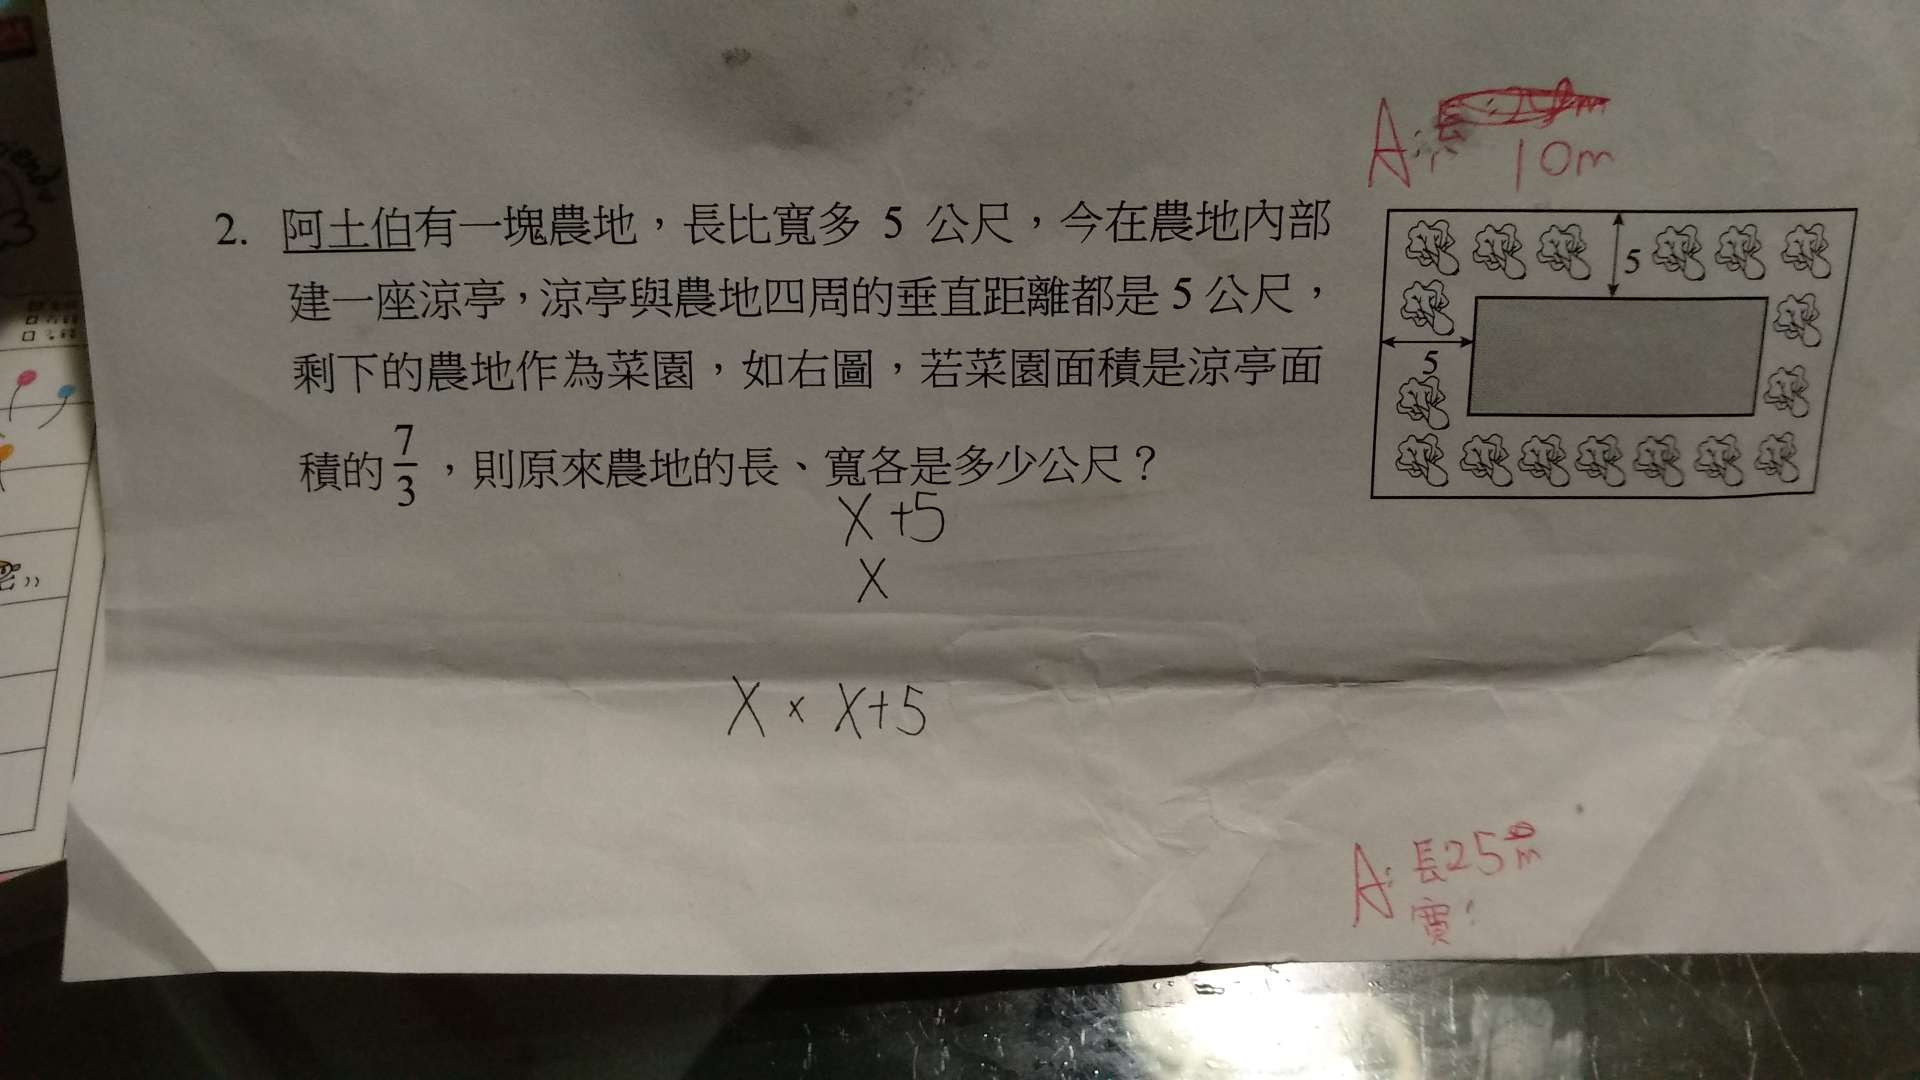 A:
10m
2. 阿土伯有一塊農地，長比寬多 5 公尺，今在農地內部
建一座涼亭，涼亭與農地四周的垂直距離都是 5 公尺，
剩下的農地作為菜園，如右圖，若菜園面積是涼亭面
積的 7/3 ，則原來農地的長、寬各是多少公尺？
5
5
X+5
X
X × X+5
A: 長25m
寬: